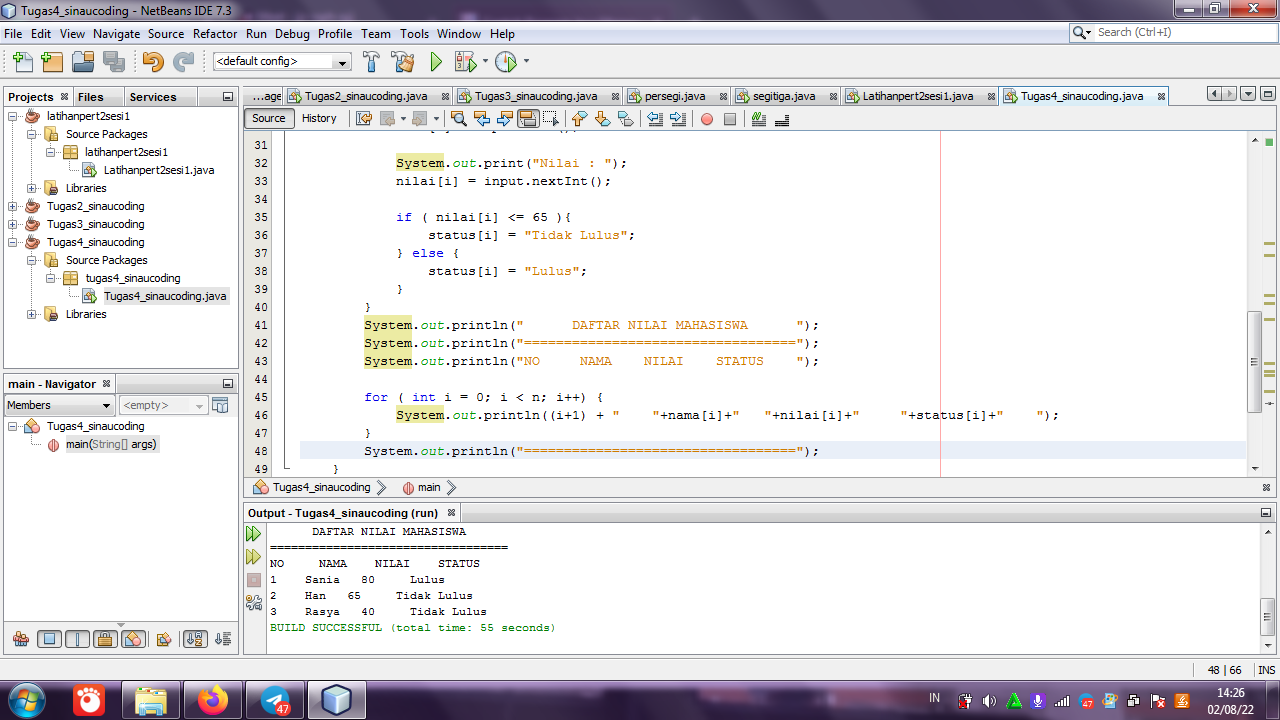 Tugas4_sinaucoding - NetBeans IDE 7.3
File Edit View Navigate Source Refactor Run Debug Profile Team Tools Window Help
Search (Ctrl+I)
<default config>
Projects Files Services
latihanpert2sesi1
Source Packages
latihanpert2sesi1
Latihanpert2sesi1.java
Libraries
Tugas2_sinaucoding
Tugas3_sinaucoding
Tugas4_sinaucoding
Source Packages
tugas4_sinaucoding
Tugas4_sinaucoding.java
Libraries
main - Navigator
Members <empty>
Tugas4_sinaucoding
main(String[] args)
...age Tugas2_sinaucoding.java Tugas3_sinaucoding.java persegi.java segitiga.java Latihanpert2sesi1.java Tugas4_sinaucoding.java
Source History
31
32 System.out.print("Nilai : ");
33 nilai[i] = input.nextInt();
34
35 if ( nilai[i] <= 65 ){
36 status[i] = "Tidak Lulus";
37 } else {
38 status[i] = "Lulus";
39 }
40 }
41 System.out.println("      DAFTAR NILAI MAHASISWA      ");
42 System.out.println("==================================");
43 System.out.println("NO     NAMA    NILAI    STATUS    ");
44
45 for ( int i = 0; i < n; i++) {
46 System.out.println((i+1) + "    "+nama[i]+"   "+nilai[i]+"     "+status[i]+"    ");
47 }
48 System.out.println("==================================");
49 }
Tugas4_sinaucoding main
Output - Tugas4_sinaucoding (run)
DAFTAR NILAI MAHASISWA
==================================
NO     NAMA    NILAI    STATUS
1    Sania   80     Lulus
2    Han   65     Tidak Lulus
3    Rasya   40     Tidak Lulus
BUILD SUCCESSFUL (total time: 55 seconds)
48 | 66 INS
47
IN
47
14:26
02/08/22